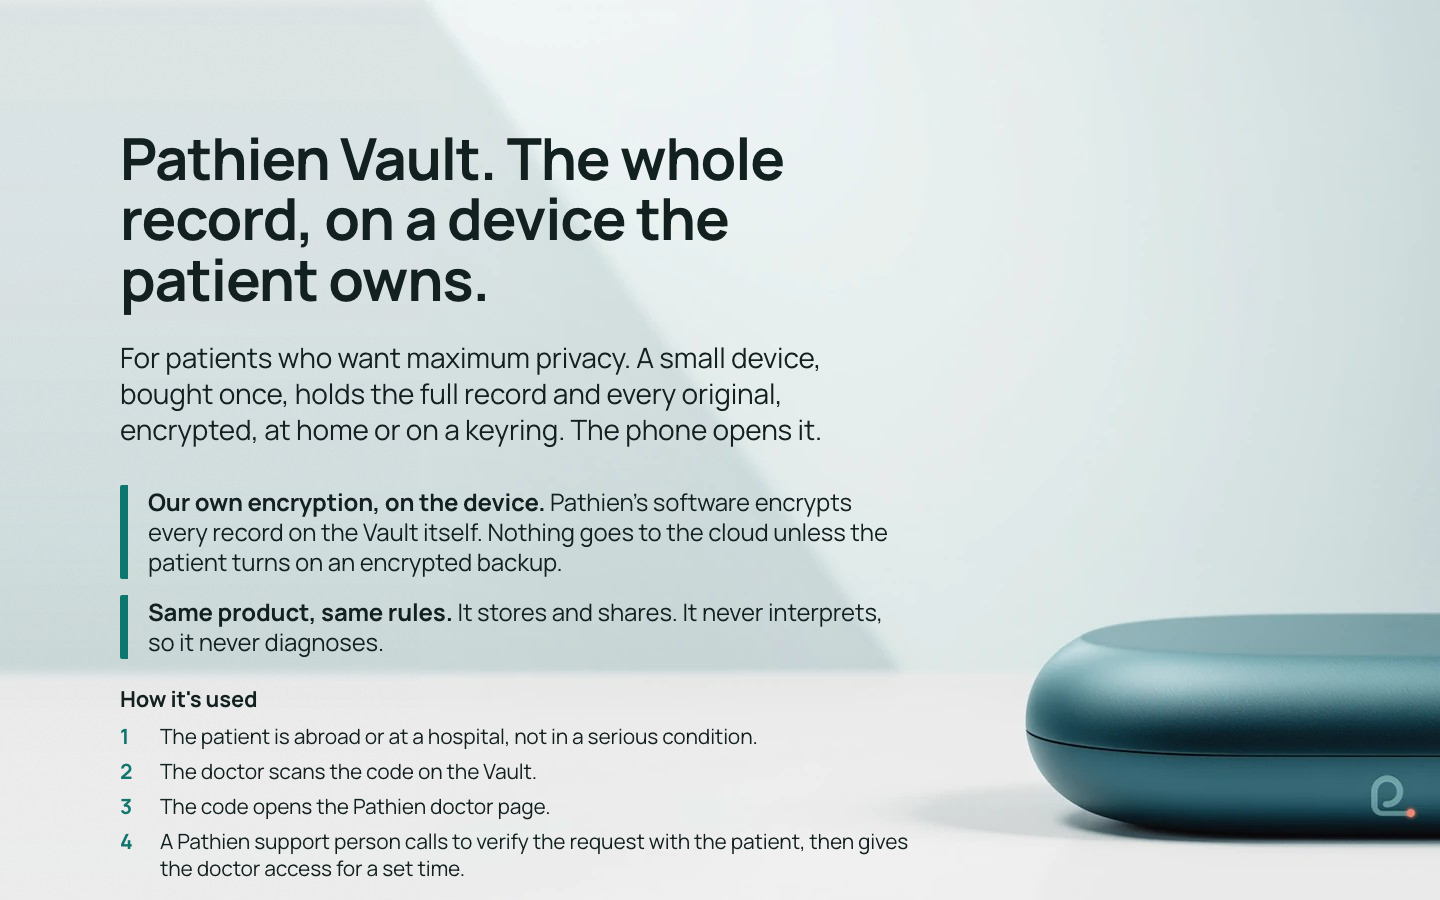 Pathien Vault. The whole
record, on a device the
patient owns.
For patients who want maximum privacy. A small device,
bought once, holds the full record and every original,
encrypted, at home or on a keyring. The phone opens it.
Our own encryption, on the device. Pathien’s software encrypts
every record on the Vault itself. Nothing goes to the cloud unless the
patient turns on an encrypted backup.
Same product, same rules. It stores and shares. It never interprets,
so it never diagnoses.
How it's used
1 The patient is abroad or at a hospital, not in a serious condition.
2 The doctor scans the code on the Vault.
3 The code opens the Pathien doctor page.
4 A Pathien support person calls to verify the request with the patient, then gives
the doctor access for a set time.